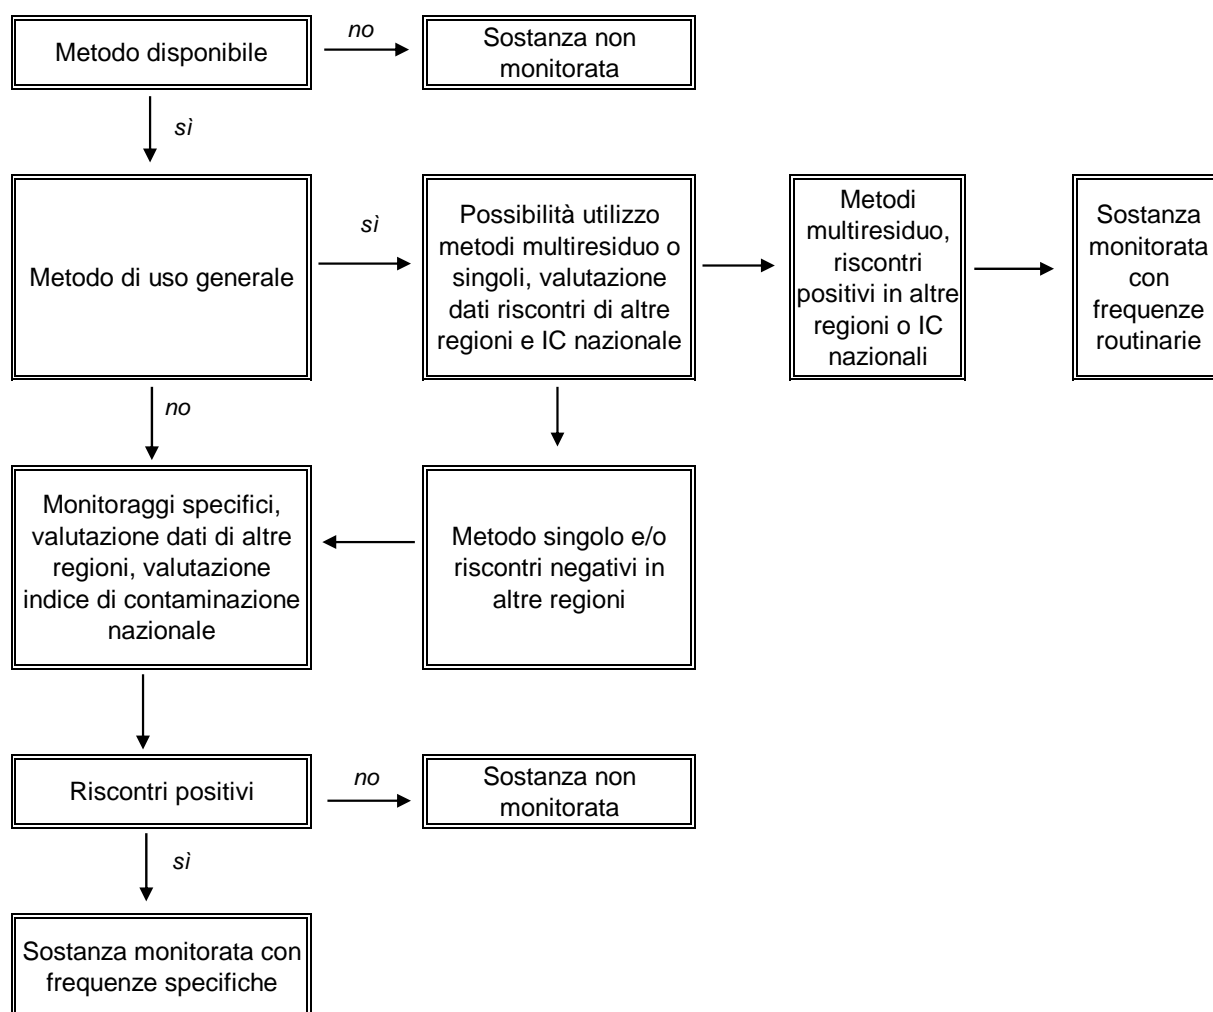 Metodo disponibile
no
Sostanza non
monitorata
sì
Metodo di uso generale
sì
Possibilità utilizzo
metodi multiresiduo o
singoli, valutazione
dati riscontri di altre
regioni e IC nazionale
Metodi
multiresiduo,
riscontri
positivi in altre
regioni o IC
nazionali
Sostanza
monitorata
con
frequenze
routinarie
no
Monitoraggi specifici,
valutazione dati di altre
regioni, valutazione
indice di contaminazione
nazionale
Metodo singolo e/o
riscontri negativi in
altre regioni
Riscontri positivi
no
Sostanza non
monitorata
sì
Sostanza monitorata con
frequenze specifiche